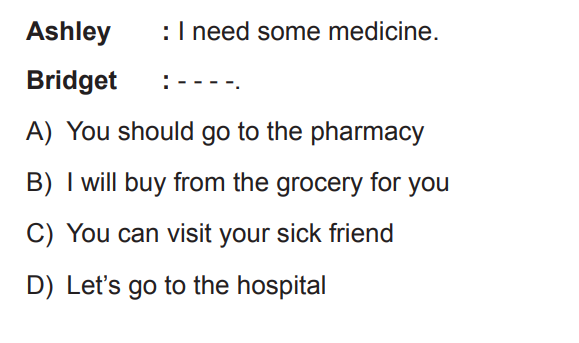 Ashley : I need some medicine.
Bridget : - - - -.
A) You should go to the pharmacy
B) I will buy from the grocery for you
C) You can visit your sick friend
D) Let’s go to the hospital